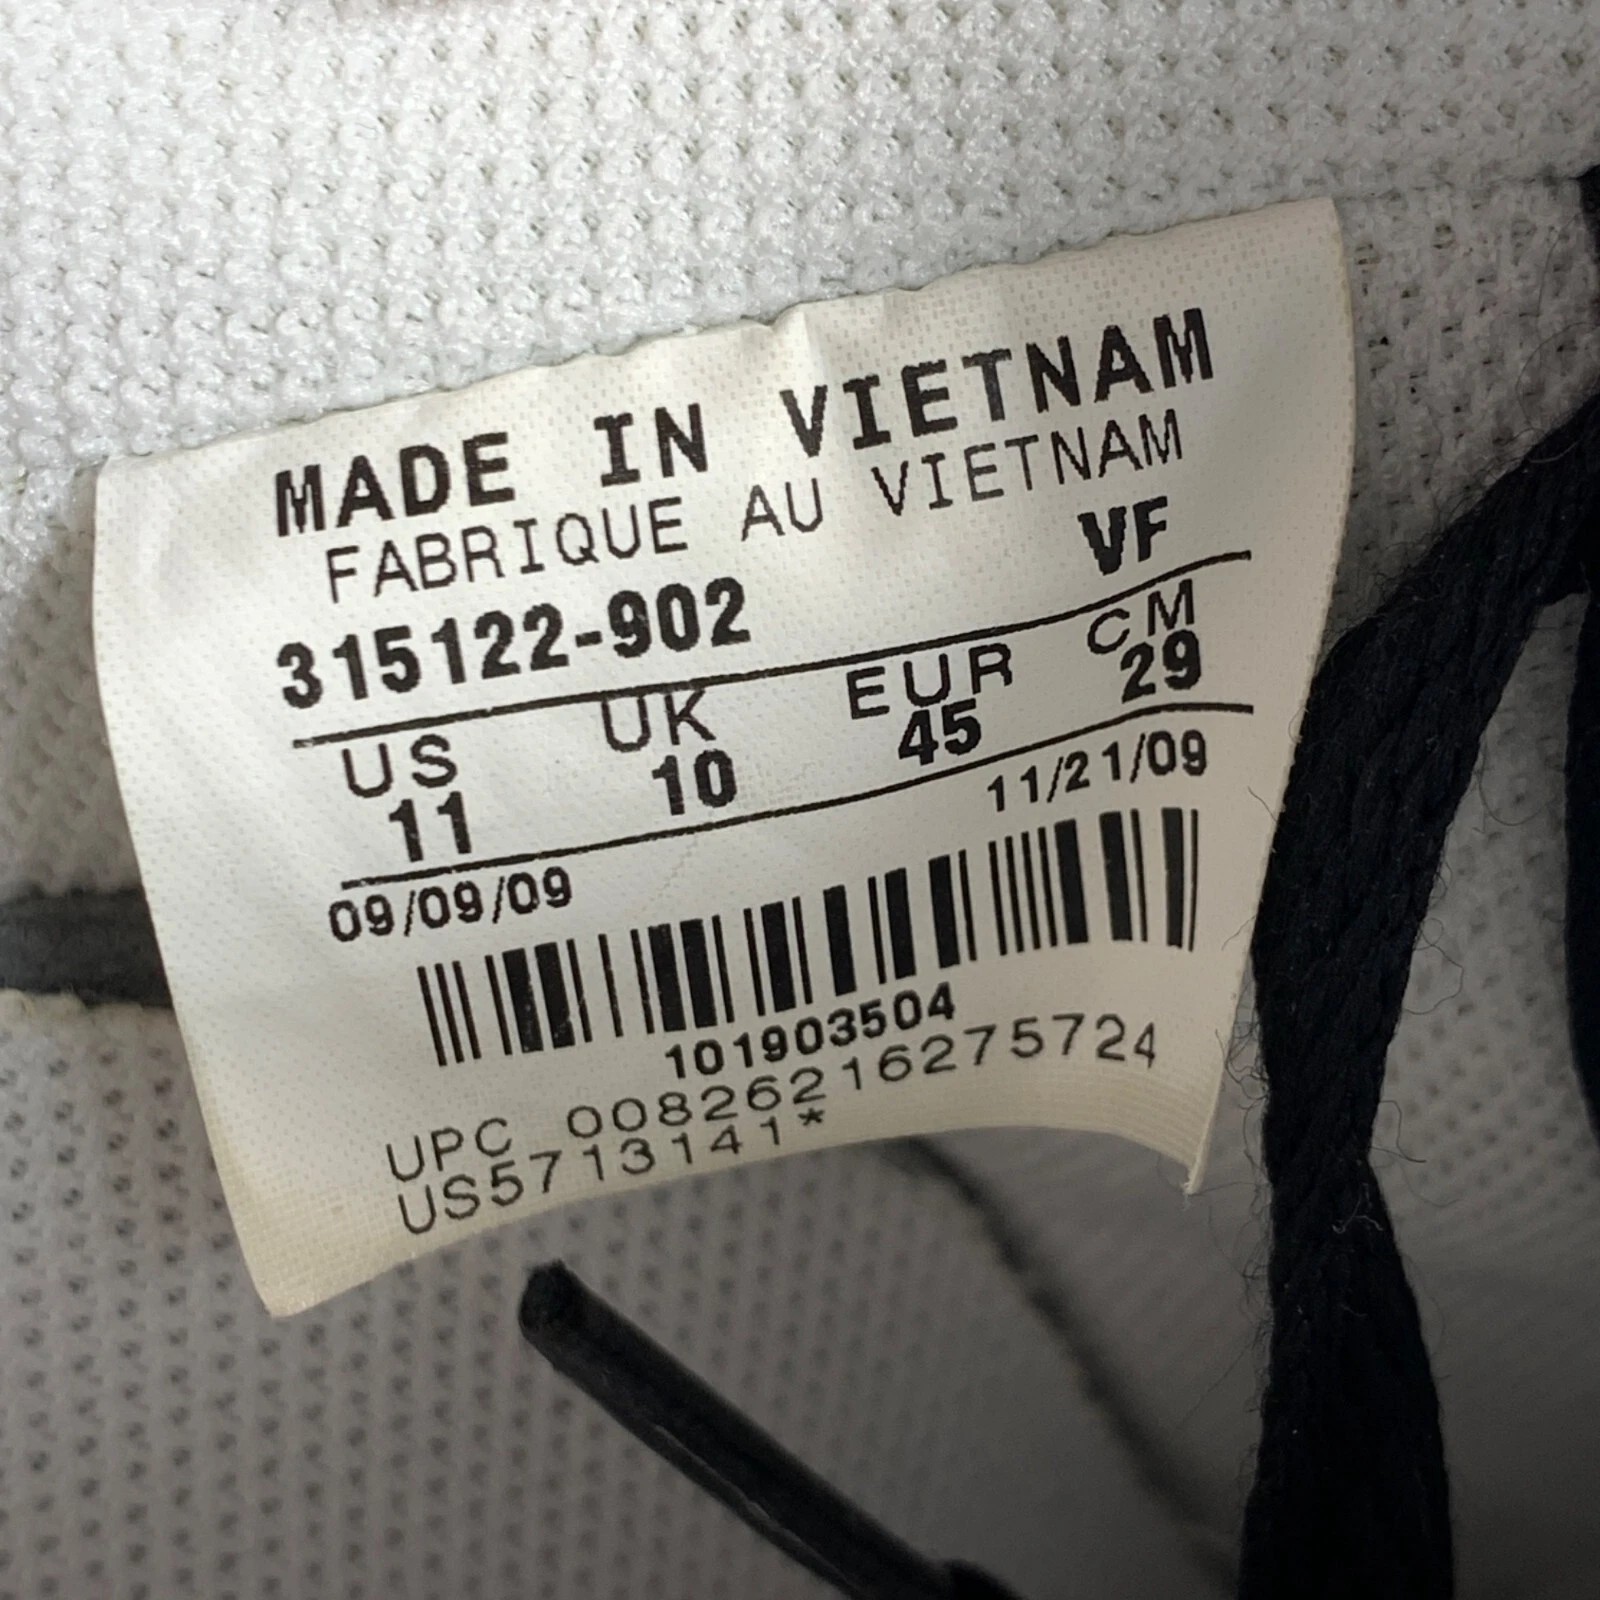 MADE IN VIETNAM
FABRIQUE AU VIETNAM
315122-902 VF
US UK EUR CM
11 10 45 29
09/09/09 11/21/09
101903504
UPC 00826216275724
US5713141*